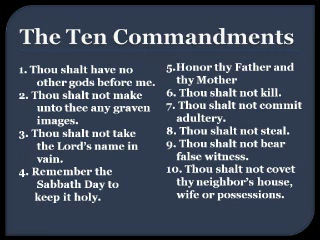 The Ten Commandments
1. Thou shalt have no
other gods before me.
2. Thou shalt not make
unto thee any graven
images.
3. Thou shalt not take
the Lord's name in
vain.
4. Remember the
Sabbath Day to
keep it holy.
5.Honor thy Father and
thy Mother
6. Thou shalt not kill.
7. Thou shalt not commit
adultery.
8. Thou shalt not steal.
9. Thou shalt not bear
false witness.
10. Thou shalt not covet
thy neighbor's house,
wife or possessions.